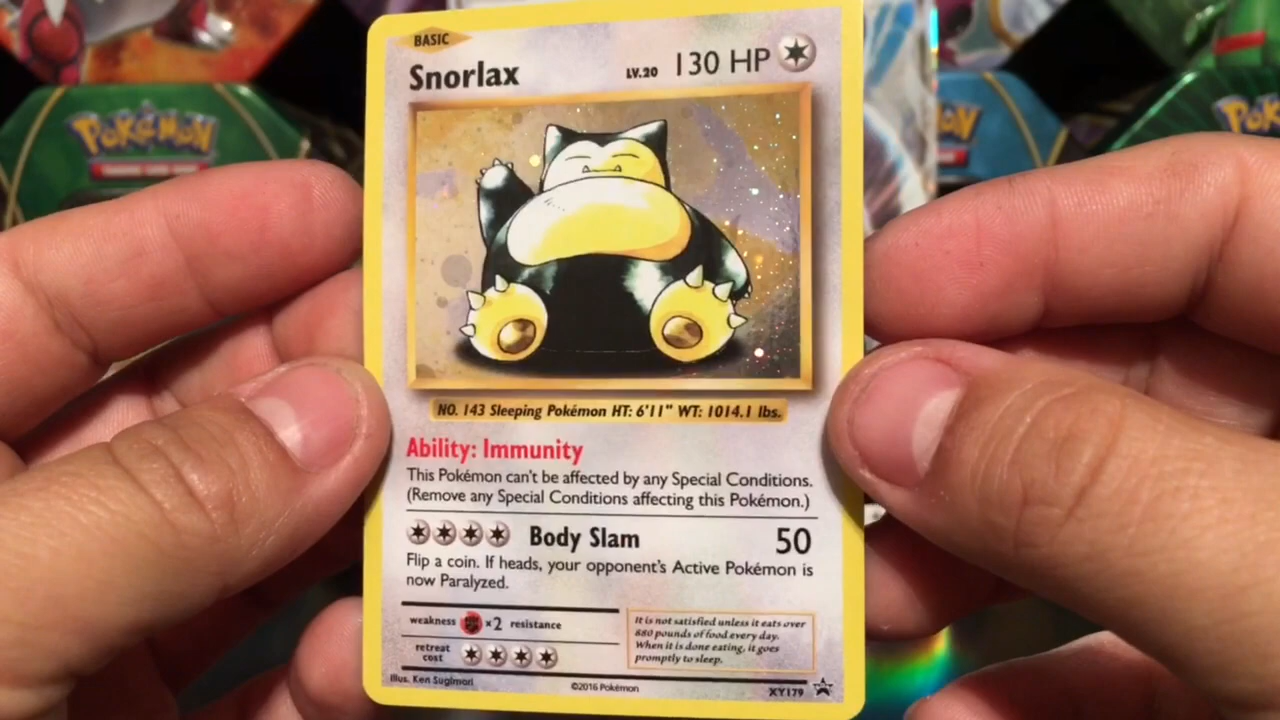 POKéMON
BASIC
Snorlax
LV.20 130 HP
NO. 143 Sleeping Pokémon HT: 6'11" WT: 1014.1 lbs.
Ability: Immunity
This Pokémon can't be affected by any Special Conditions.
(Remove any Special Conditions affecting this Pokémon.)
Body Slam 50
Flip a coin. If heads, your opponent's Active Pokémon is
now Paralyzed.
weakness ×2 resistance
retreat
cost
It is not satisfied unless it eats over
880 pounds of food every day.
When it is done eating, it goes
promptly to sleep.
Illus. Ken Sugimori
©2016 Pokémon
XY179